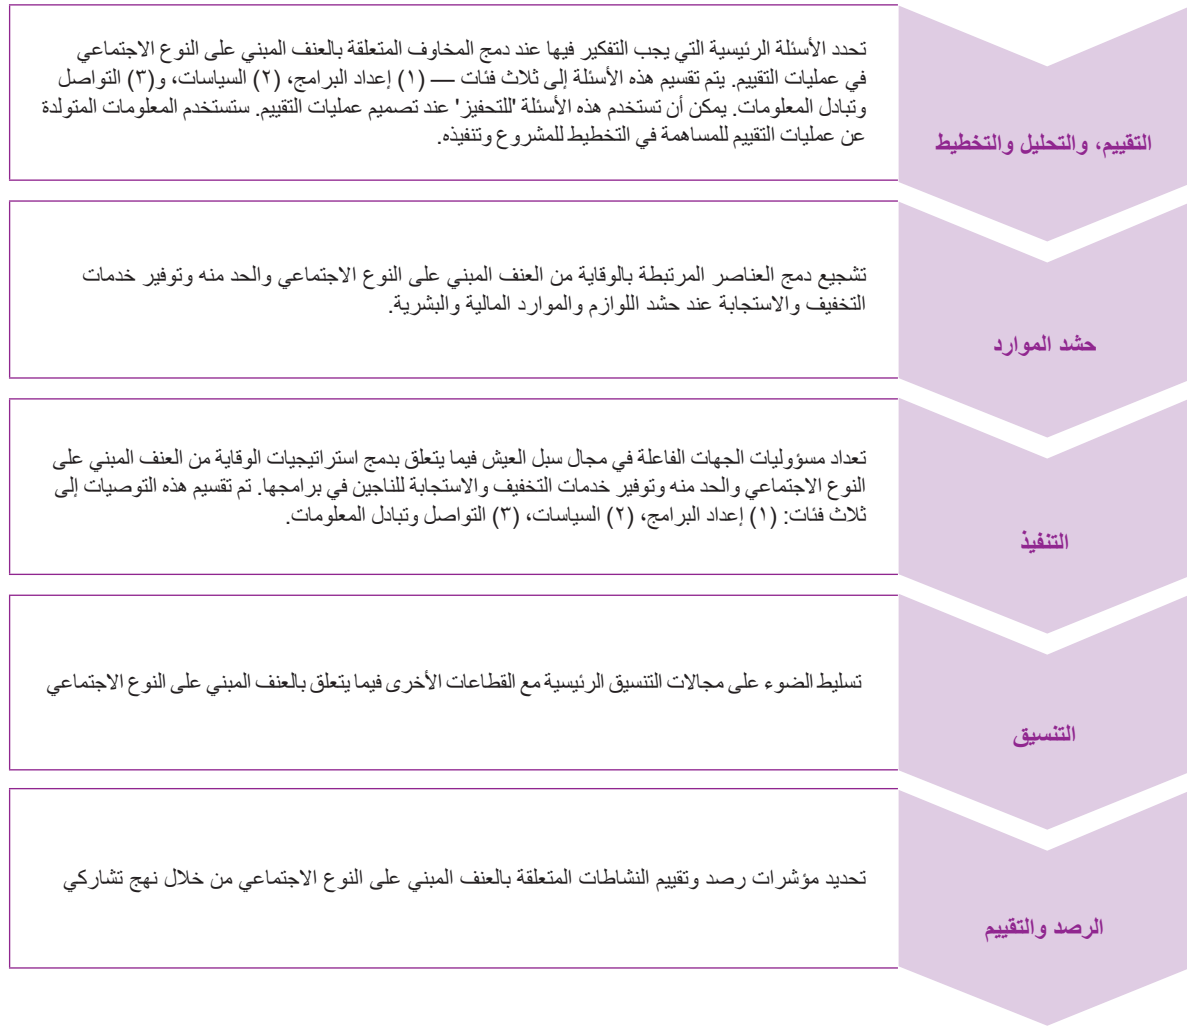 التقييم، والتحليل والتخطيط
تحدد الأسئلة الرئيسية التي يجب التفكير فيها عند دمج المخاوف المتعلقة بالعنف المبني على النوع الاجتماعي
في عمليات التقييم. يتم تقسيم هذه الأسئلة إلى ثلاث فئات — (١) إعداد البرامج، (٢) السياسات، و(٣) التواصل
وتبادل المعلومات. يمكن أن تستخدم هذه الأسئلة 'للتحفيز' عند تصميم عمليات التقييم. ستستخدم المعلومات المتولدة
عن عمليات التقييم للمساهمة في التخطيط للمشروع وتنفيذه.
حشد الموارد
تشجيع دمج العناصر المرتبطة بالوقاية من العنف المبني على النوع الاجتماعي والحد منه وتوفير خدمات
التخفيف والاستجابة عند حشد اللوازم والموارد المالية والبشرية.
التنفيذ
تعداد مسؤوليات الجهات الفاعلة في مجال سبل العيش فيما يتعلق بدمج استراتيجيات الوقاية من العنف المبني على
النوع الاجتماعي والحد منه وتوفير خدمات التخفيف والاستجابة للناجين في برامجها. تم تقسيم هذه التوصيات إلى
ثلاث فئات: (١) إعداد البرامج، (٢) السياسات، (٣) التواصل وتبادل المعلومات.
التنسيق
تسليط الضوء على مجالات التنسيق الرئيسية مع القطاعات الأخرى فيما يتعلق بالعنف المبني على النوع الاجتماعي
الرصد والتقييم
تحديد مؤشرات رصد وتقييم النشاطات المتعلقة بالعنف المبني على النوع الاجتماعي من خلال نهج تشاركي